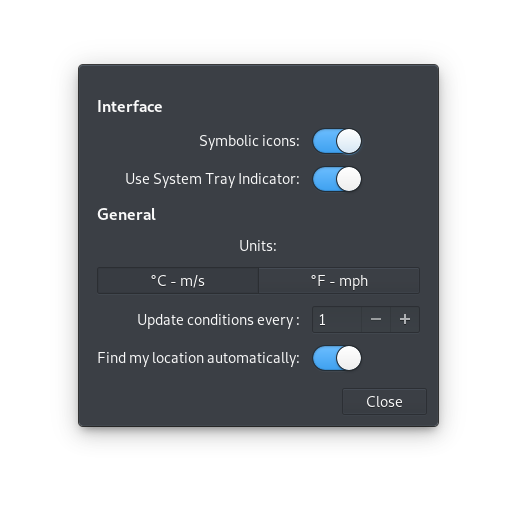 Interface
Symbolic icons:
Use System Tray Indicator:
General
Units:
°C - m/s °F - mph
Update conditions every : 1 − +
Find my location automatically:
Close